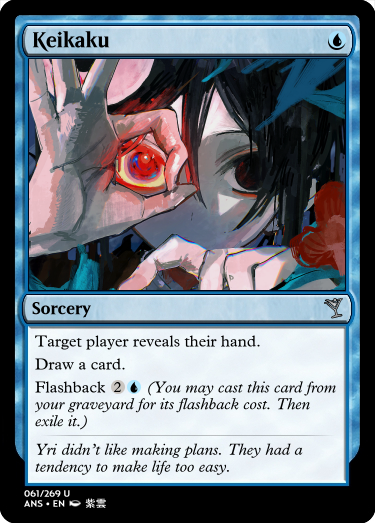 Keikaku
Sorcery
Target player reveals their hand.
Draw a card.
Flashback 2 (You may cast this card from
your graveyard for its flashback cost. Then
exile it.)
Yri didn't like making plans. They had a
tendency to make life too easy.
061/269 U
ANS • EN 紫雲